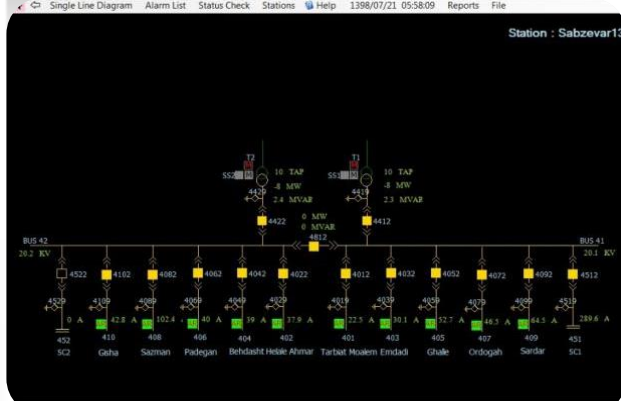 Single Line Diagram Alarm List Status Check Stations Help 1398/07/21 05:58:09 Reports File
Station : Sabzevar13
T2 T1
SS2 M 10 TAP SS1 M 10 TAP
-8 MW -8 MW
4429 2.4 MVAR 4419 2.3 MVAR
0 MW
4422 0 MVAR 4412
4812
BUS 42 BUS 41
20.2 KV 20.1 KV
4522 4102 4082 4062 4042 4022 4012 4032 4052 4072 4092 4512
4529 4109 4089 4069 4049 4029 4019 4039 4059 4079 4099 4519
0 A 42.8 A 102.4 40 A 39 A 37.9 A 22.5 A 30.1 A 52.7 A 46.5 A 64.5 A 289.6 A
452 410 408 406 404 402 401 403 405 407 409 451
SC2 Gisha Sazman Padegan Behdasht Helale Ahmar Tarbiat Moalem Emdadi Ghale Ordogah Sardar SC1